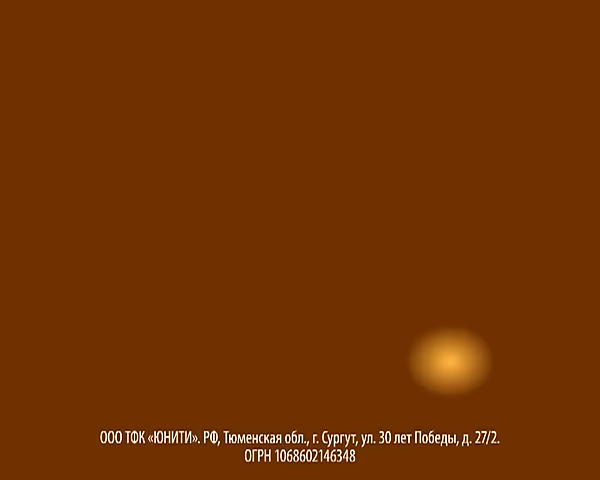 ООО ТФК «ЮНИТИ». РФ, Тюменская обл., г. Сургут, ул. 30 лет Победы, д. 27/2.
ОГРН 1068602146348